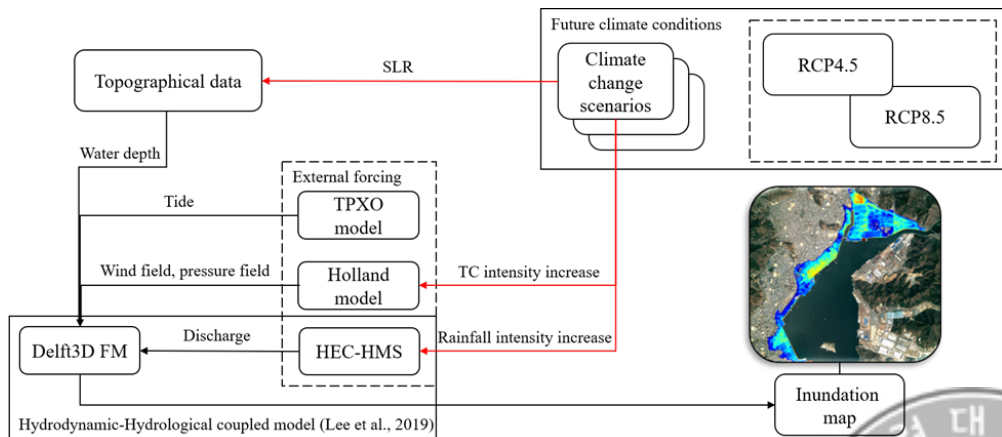 Future climate conditions
Topographical data
SLR
Climate
change
scenarios
RCP4.5
RCP8.5
Water depth
External forcing
Tide
TPXO
model
Wind field, pressure field
Holland
model
TC intensity increase
Delft3D FM
Discharge
HEC-HMS
Rainfall intensity increase
Inundation
map
Hydrodynamic-Hydrological coupled model (Lee et al., 2019)
대